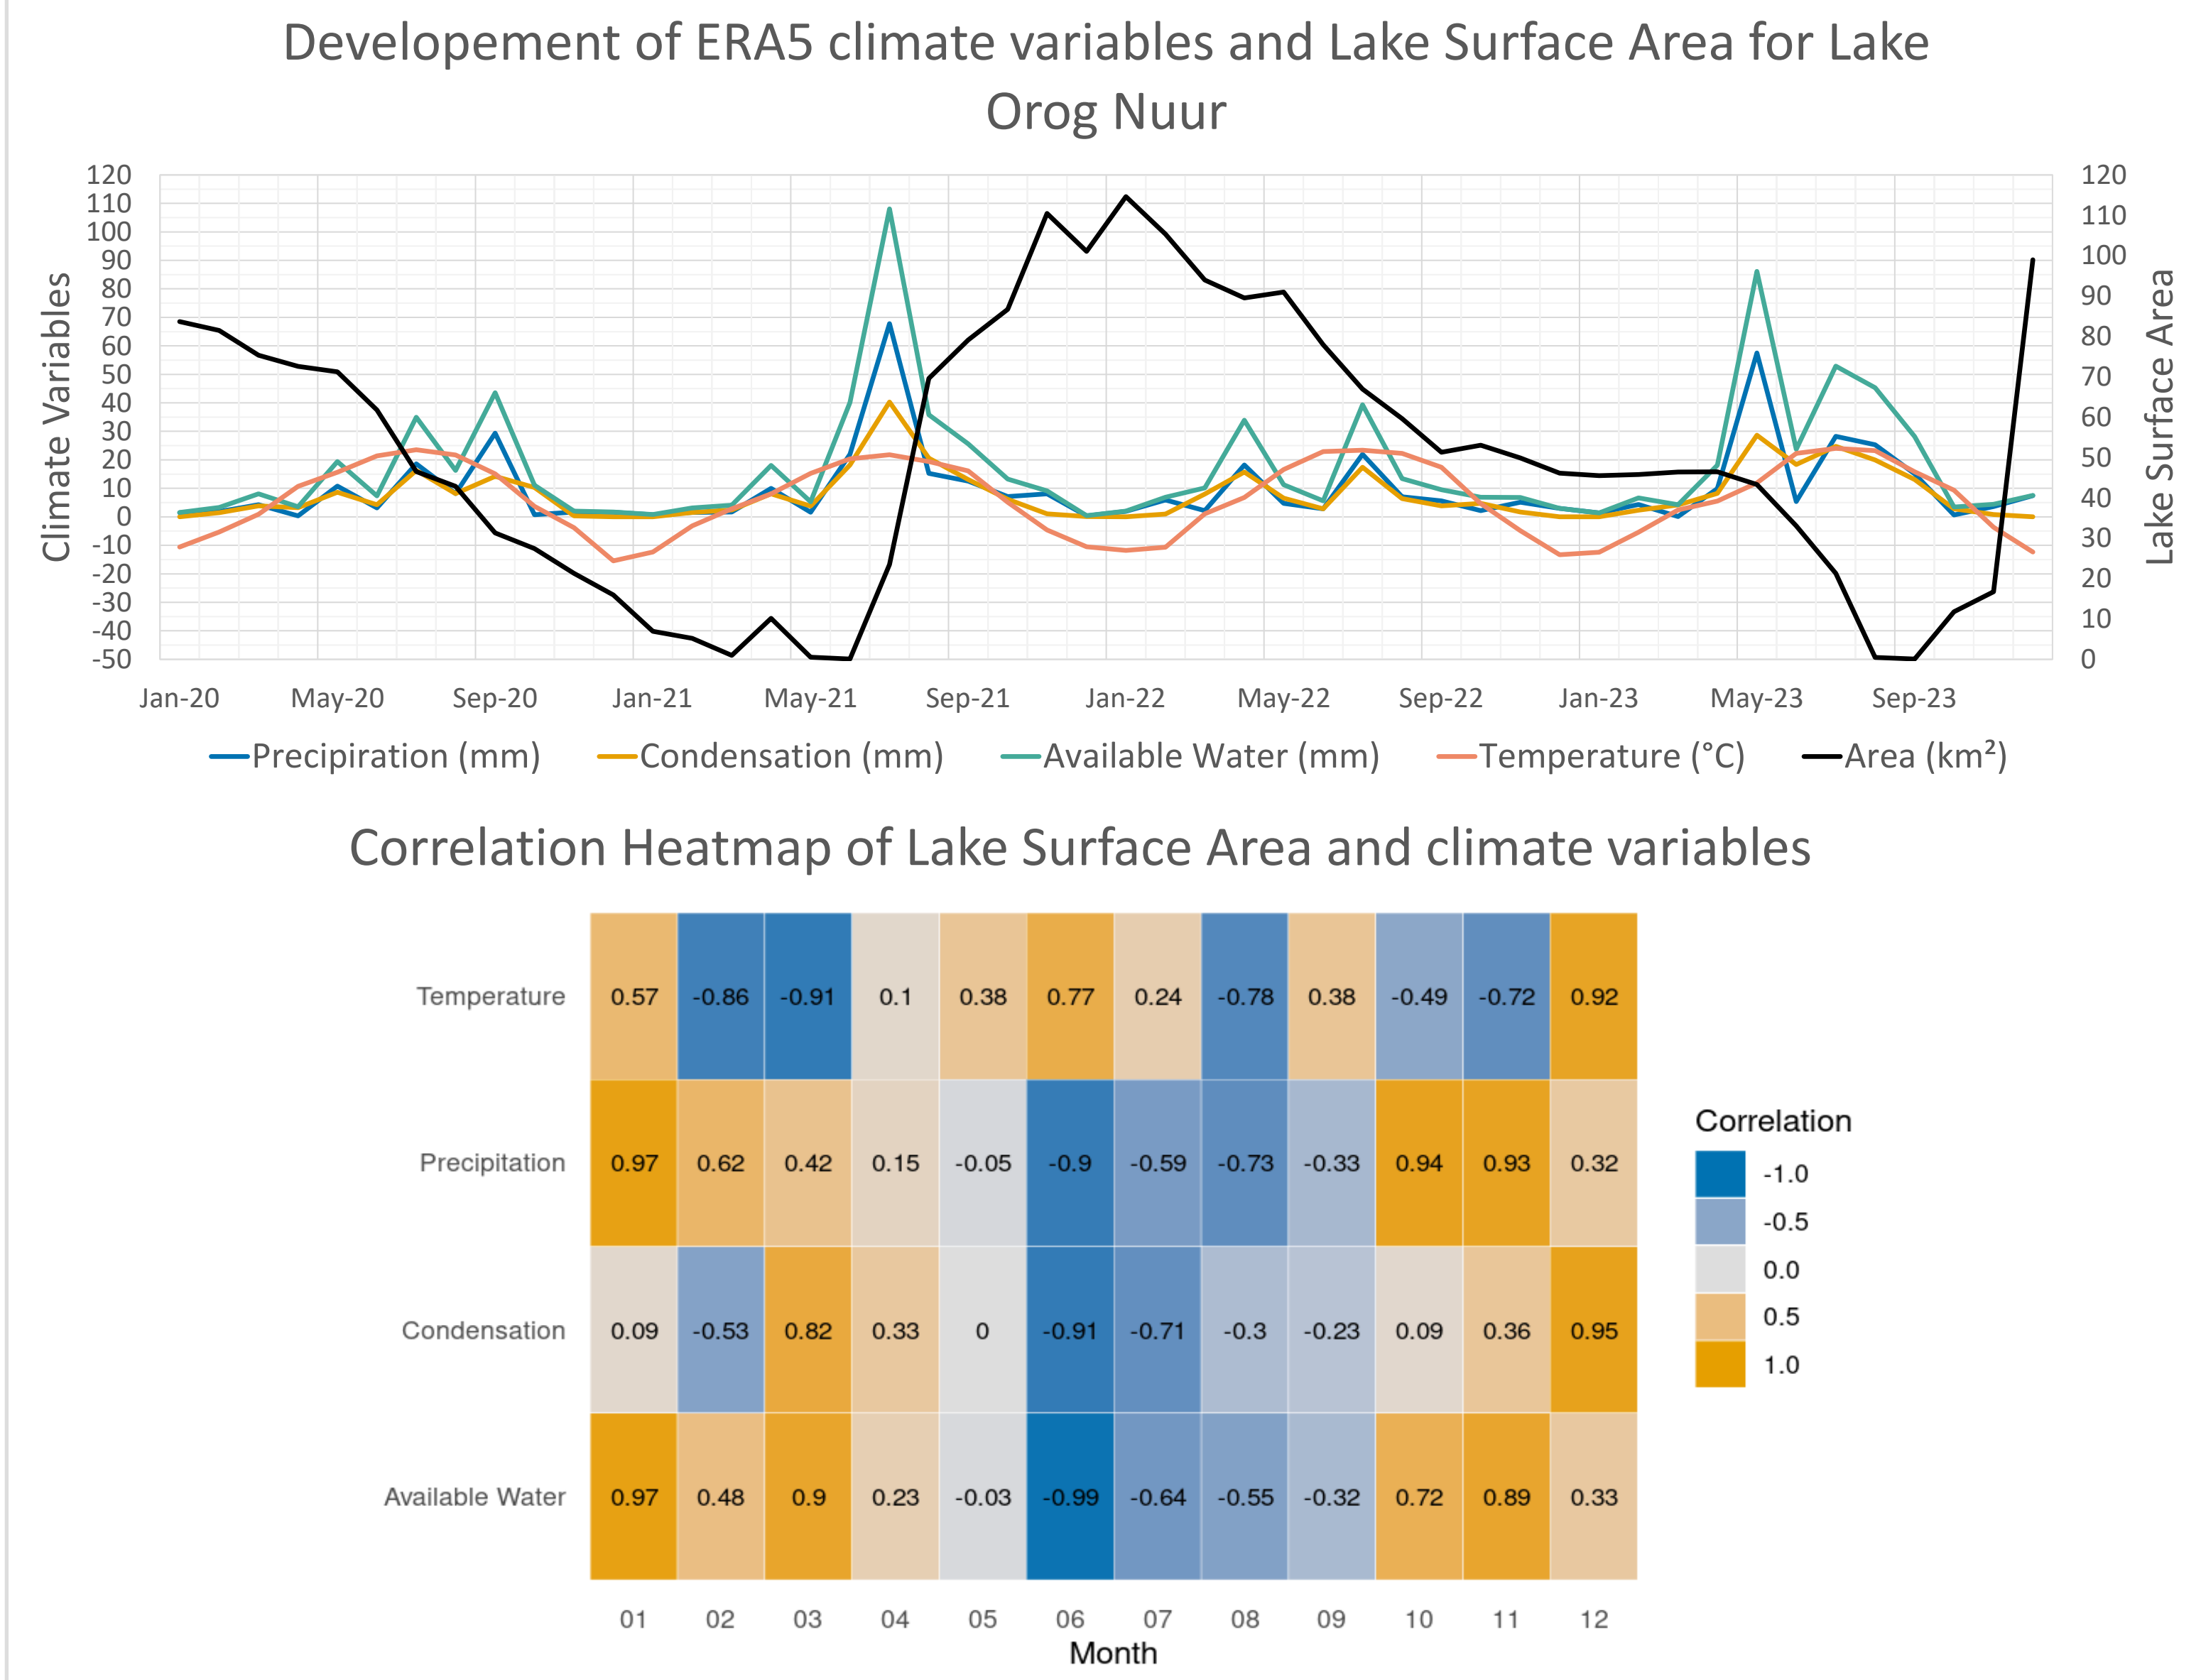 Developement of ERA5 climate variables and Lake Surface Area for Lake
Orog Nuur
Climate Variables
120
110
100
90
80
70
60
50
40
30
20
10
0
-10
-20
-30
-40
-50
120
110
100
90
80
70
60
50
40
30
20
10
0
Lake Surface Area
Jan-20 May-20 Sep-20 Jan-21 May-21 Sep-21 Jan-22 May-22 Sep-22 Jan-23 May-23 Sep-23
Precipiration (mm) Condensation (mm) Available Water (mm) Temperature (°C) Area (km²)
Correlation Heatmap of Lake Surface Area and climate variables
Temperature 0.57 -0.86 -0.91 0.1 0.38 0.77 0.24 -0.78 0.38 -0.49 -0.72 0.92
Precipitation 0.97 0.62 0.42 0.15 -0.05 -0.9 -0.59 -0.73 -0.33 0.94 0.93 0.32
Condensation 0.09 -0.53 0.82 0.33 0 -0.91 -0.71 -0.3 -0.23 0.09 0.36 0.95
Available Water 0.97 0.48 0.9 0.23 -0.03 -0.99 -0.64 -0.55 -0.32 0.72 0.89 0.33
01 02 03 04 05 06 07 08 09 10 11 12
Month
Correlation
-1.0
-0.5
0.0
0.5
1.0